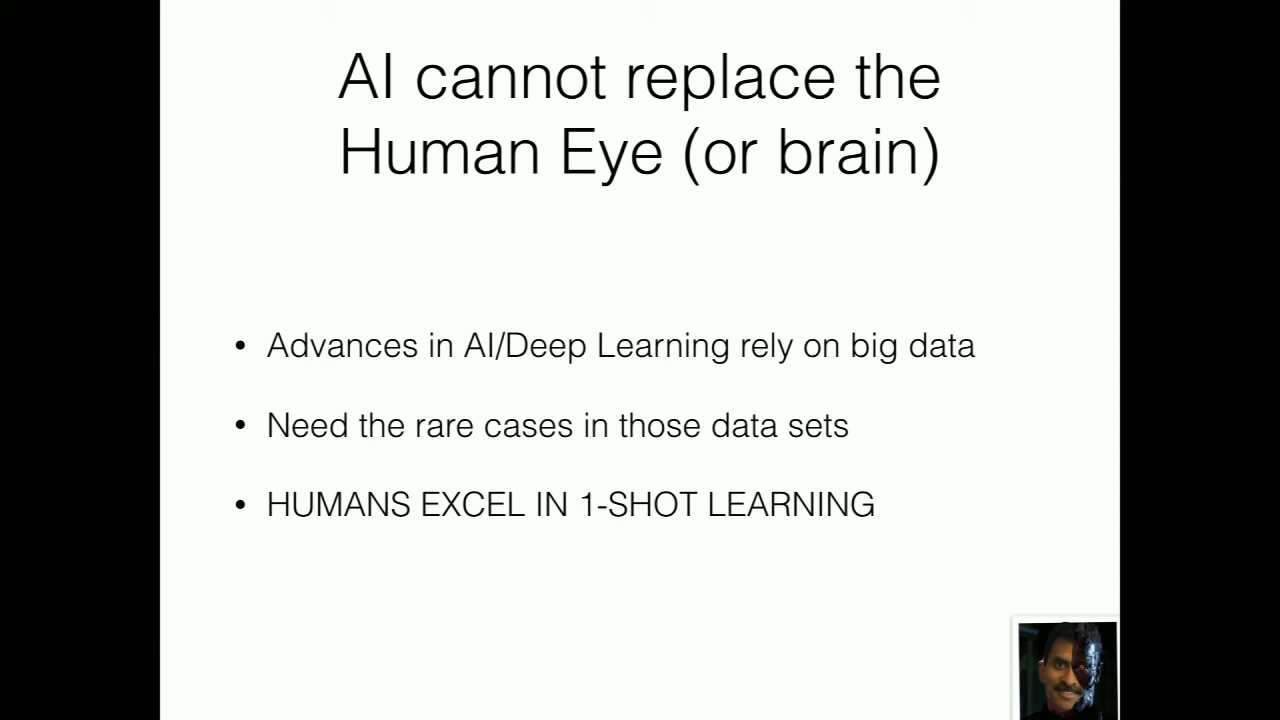 AI cannot replace the
Human Eye (or brain)
• Advances in AI/Deep Learning rely on big data
• Need the rare cases in those data sets
• HUMANS EXCEL IN 1-SHOT LEARNING